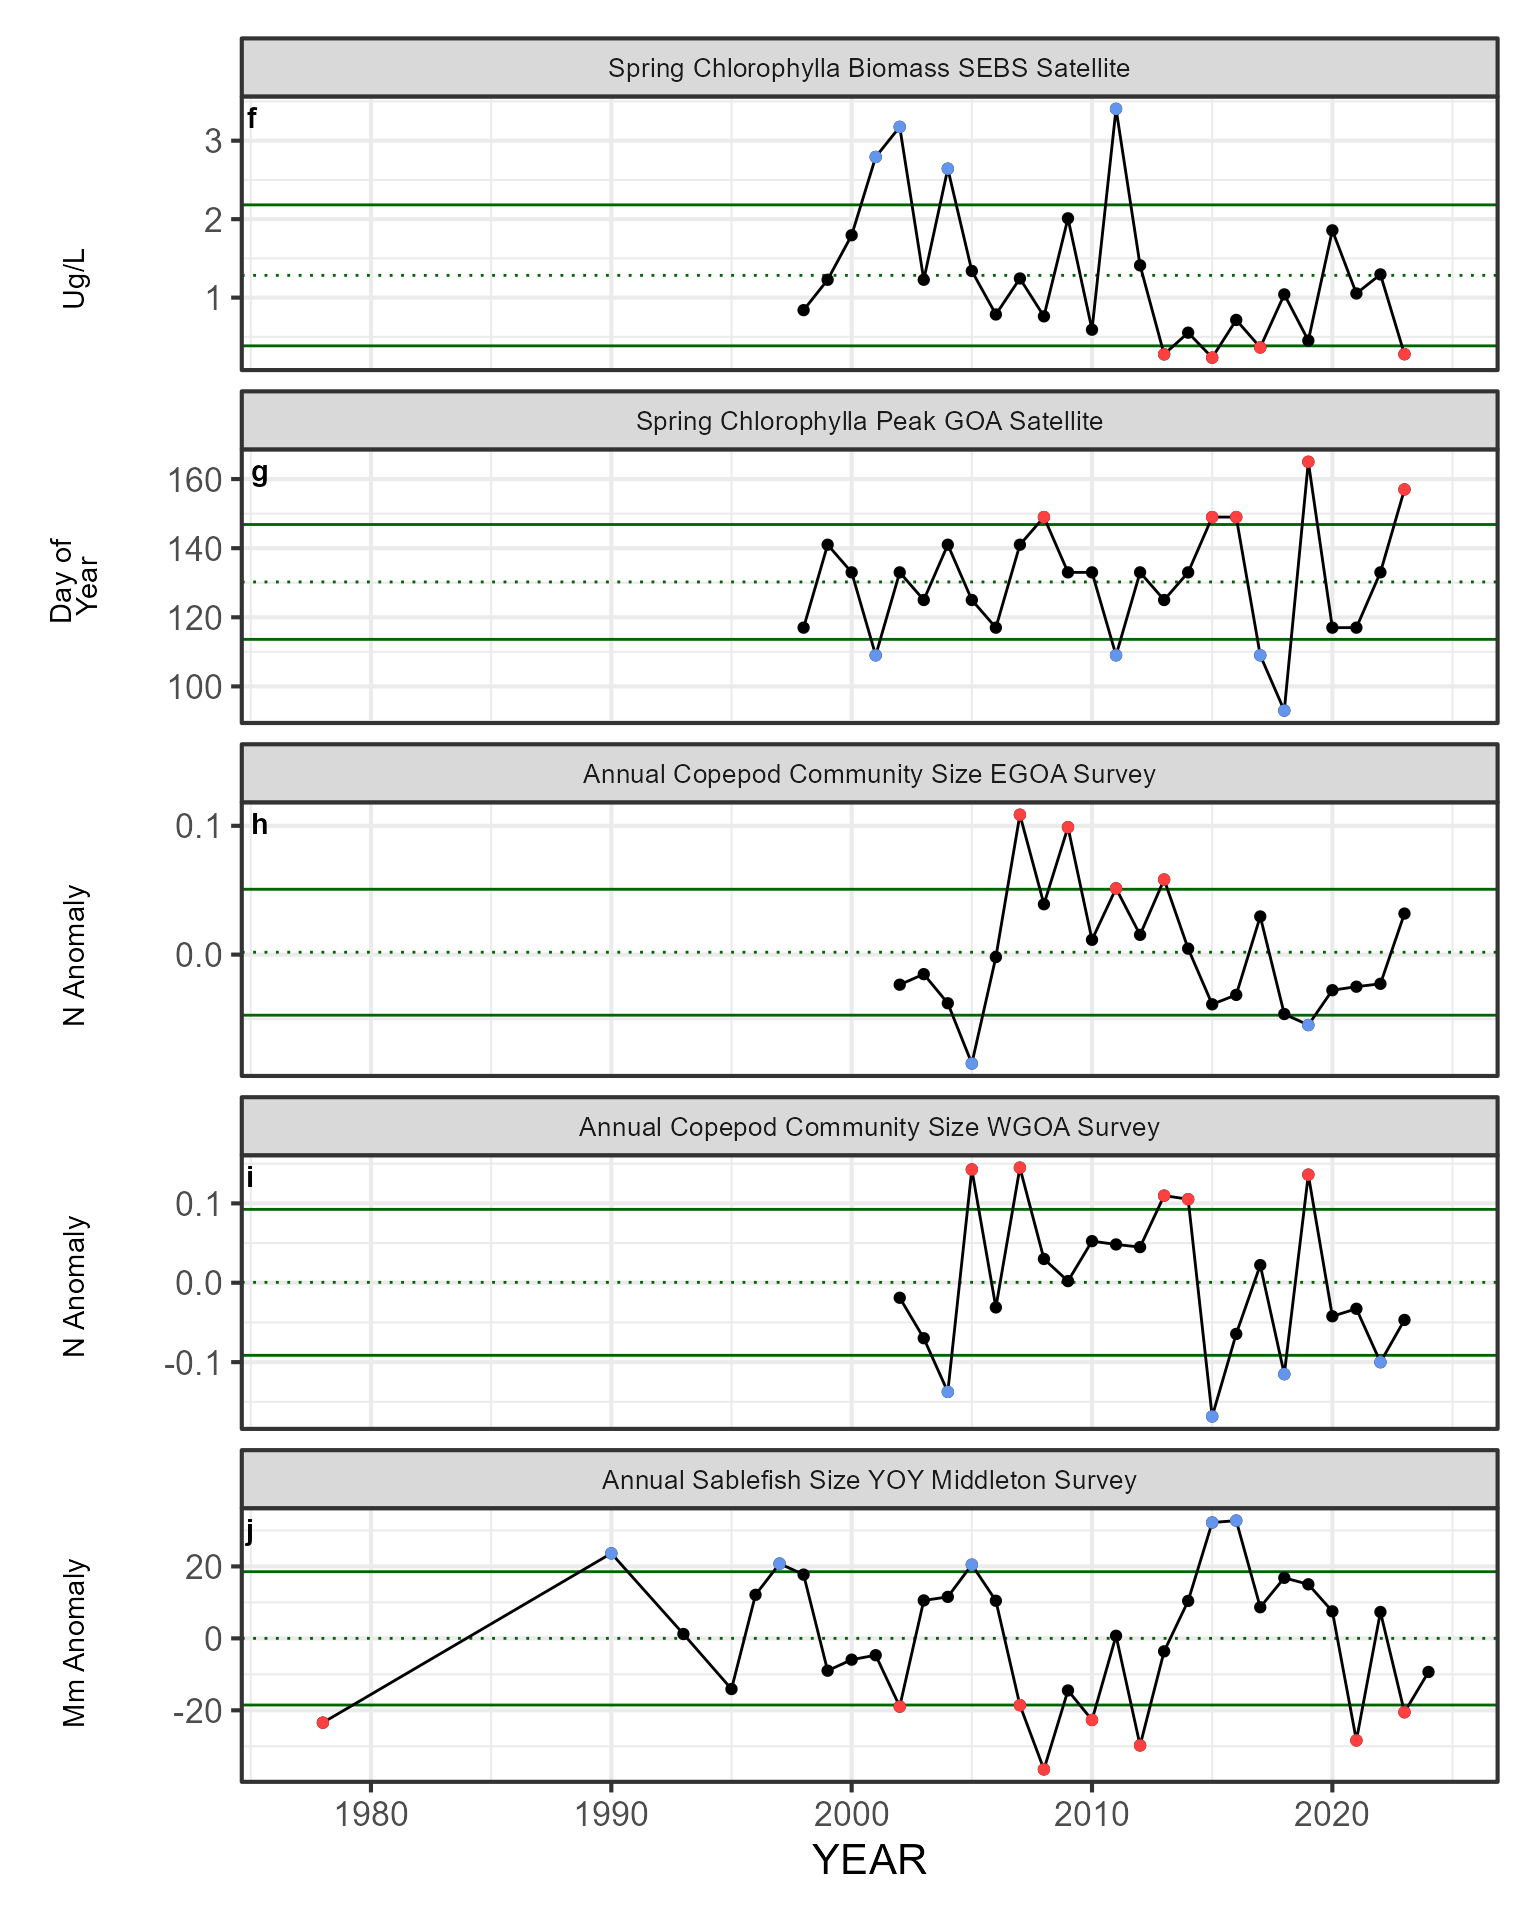 Spring Chlorophylla Biomass SEBS Satellite
f
3
2
1
Ug/L
Spring Chlorophylla Peak GOA Satellite
g
160
140
120
100
Day of
Year
Annual Copepod Community Size EGOA Survey
h
0.1
0.0
N Anomaly
Annual Copepod Community Size WGOA Survey
i
0.1
0.0
-0.1
N Anomaly
Annual Sablefish Size YOY Middleton Survey
j
20
0
-20
Mm Anomaly
1980 1990 2000 2010 2020
YEAR